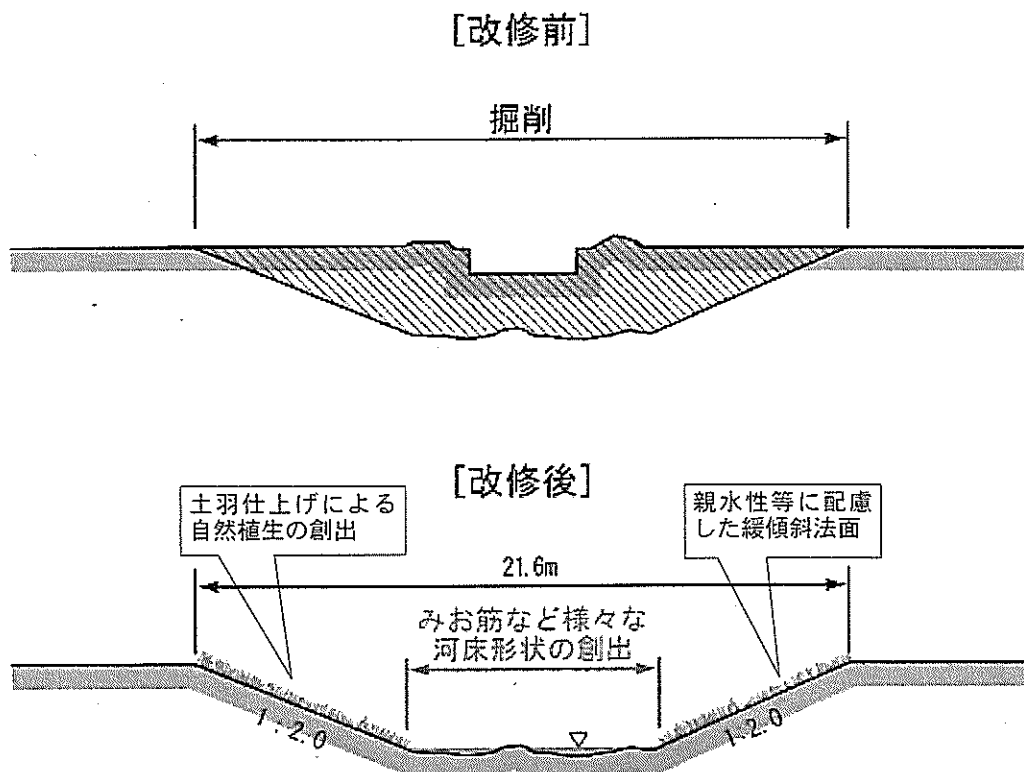 [改修前]
掘削
[改修後]
土羽仕上げによる
自然植生の創出
親水性等に配慮
した緩傾斜法面
21.6m
みお筋など様々な
河床形状の創出
1:2.0
1:2.0